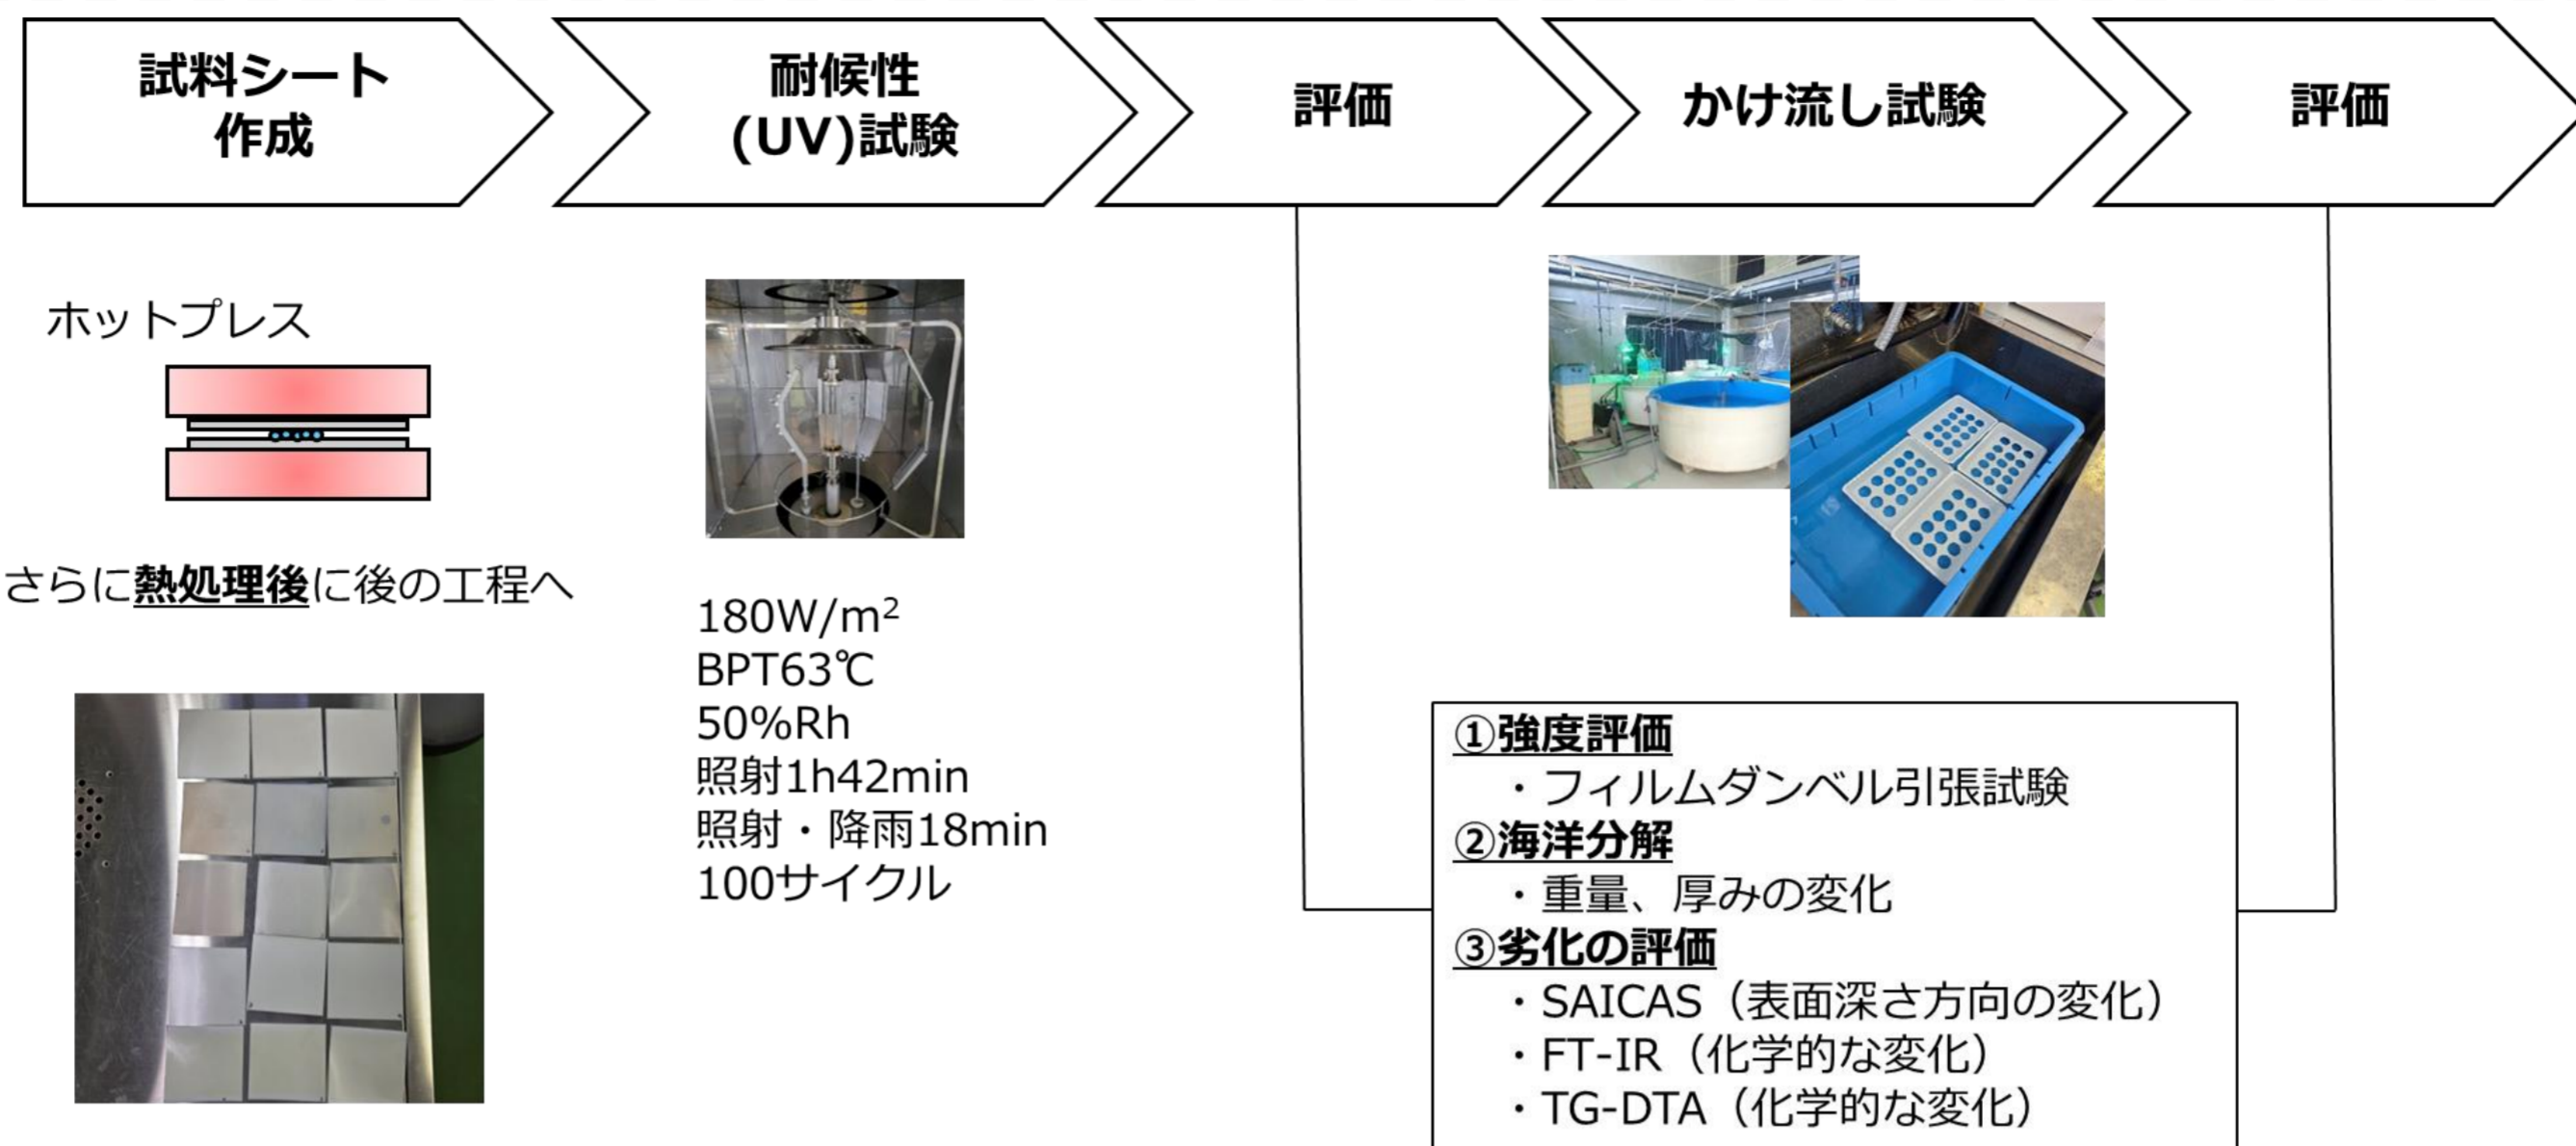 試料シート
作成
耐候性
(UV)試験
評価
かけ流し試験
評価
ホットプレス
さらに熱処理後に後の工程へ
180W/m²
BPT63℃
50%Rh
照射1h42min
照射・降雨18min
100サイクル
①強度評価
・フィルムダンベル引張試験
②海洋分解
・重量、厚みの変化
③劣化の評価
・SAICAS（表面深さ方向の変化）
・FT-IR（化学的な変化）
・TG-DTA（化学的な変化）